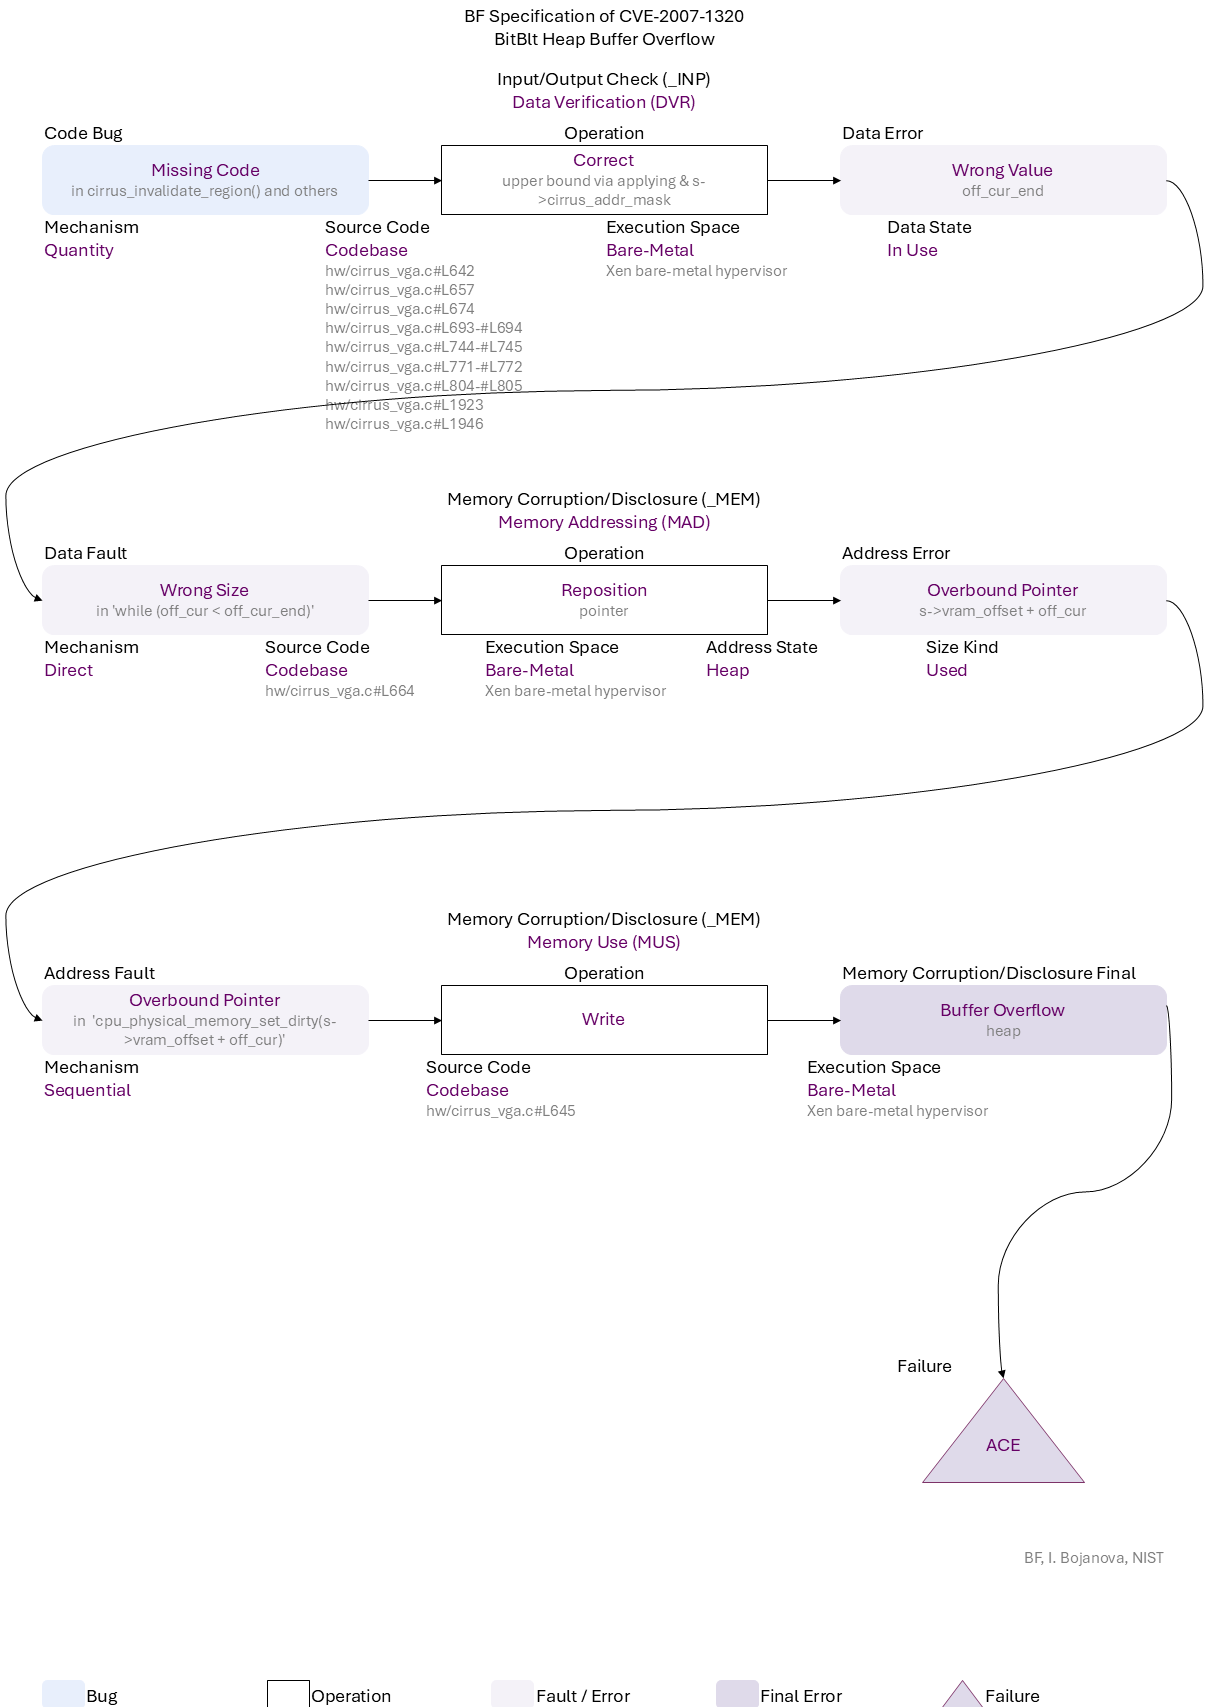 BF Specification of CVE-2007-1320
BitBlt Heap Buffer Overflow
Input/Output Check (_INP)
Data Verification (DVR)
Code Bug
Operation
Data Error
Missing Code
in cirrus_invalidate_region() and others
Correct
upper bound via applying & s-
>cirrus_addr_mask
Wrong Value
off_cur_end
Mechanism
Quantity
Source Code
Codebase
hw/cirrus_vga.c#L642
hw/cirrus_vga.c#L657
hw/cirrus_vga.c#L674
hw/cirrus_vga.c#L693-#L694
hw/cirrus_vga.c#L744-#L745
hw/cirrus_vga.c#L771-#L772
hw/cirrus_vga.c#L804-#L805
hw/cirrus_vga.c#L1923
hw/cirrus_vga.c#L1946
Execution Space
Bare-Metal
Xen bare-metal hypervisor
Data State
In Use
Memory Corruption/Disclosure (_MEM)
Memory Addressing (MAD)
Data Fault
Operation
Address Error
Wrong Size
in 'while (off_cur < off_cur_end)'
Reposition
pointer
Overbound Pointer
s->vram_offset + off_cur
Mechanism
Direct
Source Code
Codebase
hw/cirrus_vga.c#L664
Execution Space
Bare-Metal
Xen bare-metal hypervisor
Address State
Heap
Size Kind
Used
Memory Corruption/Disclosure (_MEM)
Memory Use (MUS)
Address Fault
Operation
Memory Corruption/Disclosure Final
Overbound Pointer
in 'cpu_physical_memory_set_dirty(s-
>vram_offset + off_cur)'
Write
Buffer Overflow
heap
Mechanism
Sequential
Source Code
Codebase
hw/cirrus_vga.c#L645
Execution Space
Bare-Metal
Xen bare-metal hypervisor
Failure
ACE
BF, I. Bojanova, NIST
Bug
Operation
Fault / Error
Final Error
Failure